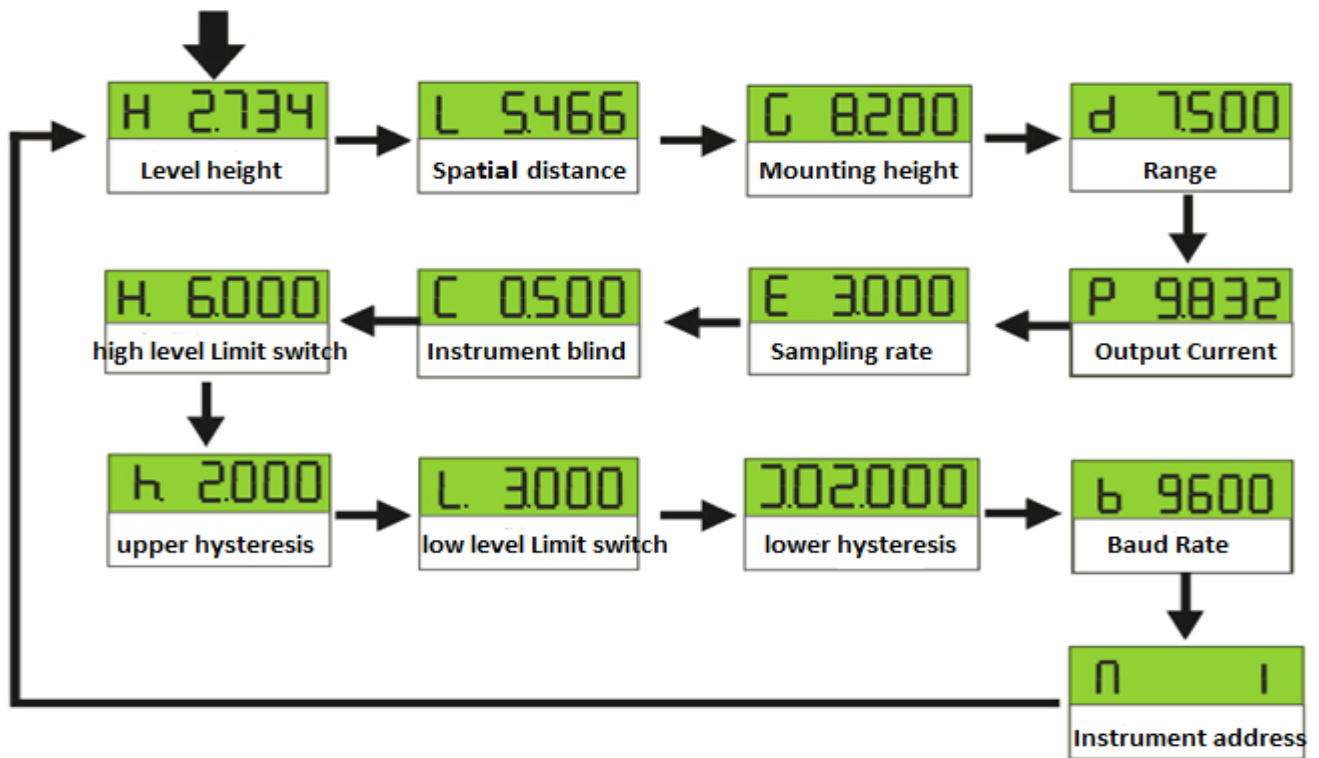 H 2.734
Level height
L 5.466
Spatial distance
G 8.200
Mounting height
d 7.500
Range
P 9.832
Output Current
E 3.000
Sampling rate
C 0.500
Instrument blind
H. 6.000
high level Limit switch
h. 2.000
upper hysteresis
L. 3.000
low level Limit switch
Ɔ.02.000
lower hysteresis
b 9600
Baud Rate
n 1
Instrument address